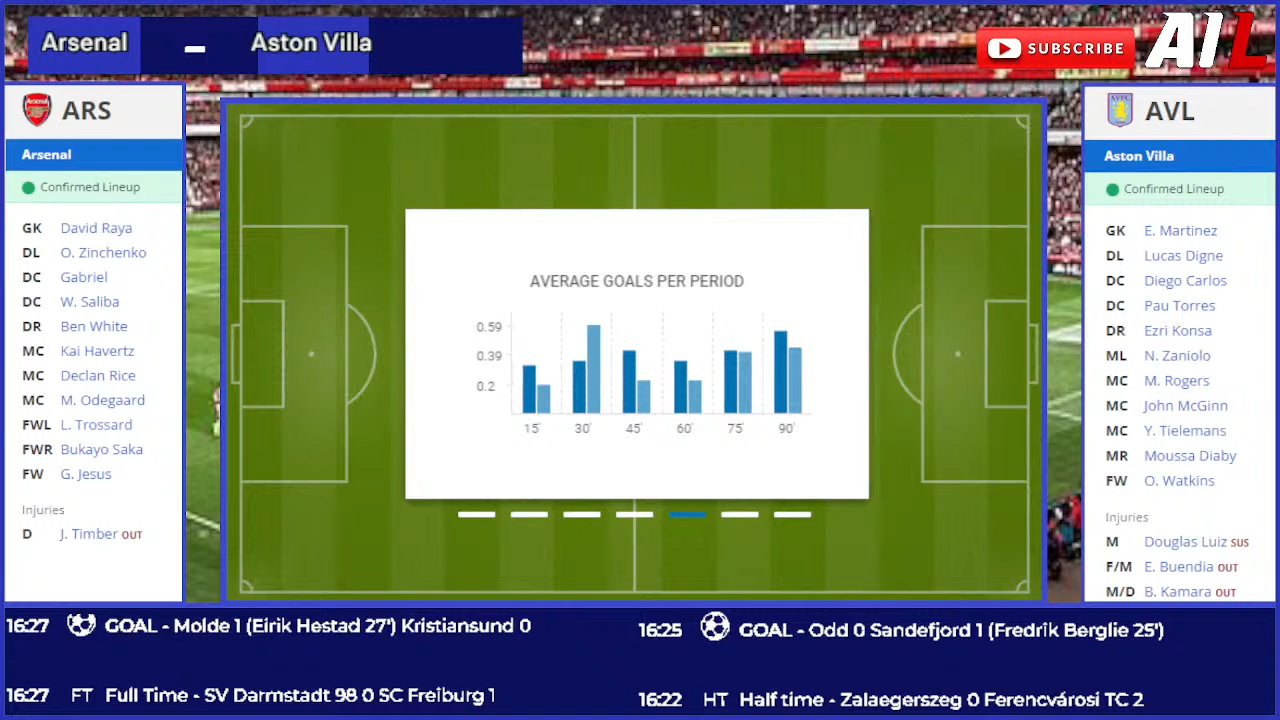 Arsenal - Aston Villa
SUBSCRIBE
AIL
ARS
Arsenal
Confirmed Lineup
GK David Raya
DL O. Zinchenko
DC Gabriel
DC W. Saliba
DR Ben White
MC Kai Havertz
MC Declan Rice
MC M. Odegaard
FWL L. Trossard
FWR Bukayo Saka
FW G. Jesus
Injuries
D J. Timber OUT
AVERAGE GOALS PER PERIOD
0.59
0.39
0.2
15' 30' 45' 60' 75' 90'
AVL
Aston Villa
Confirmed Lineup
GK E. Martinez
DL Lucas Digne
DC Diego Carlos
DC Pau Torres
DR Ezri Konsa
ML N. Zaniolo
MC M. Rogers
MC John McGinn
MC Y. Tielemans
MR Moussa Diaby
FW O. Watkins
Injuries
M Douglas Luiz SUS
F/M E. Buendia OUT
M/D B. Kamara OUT
16:27 GOAL - Molde 1 (Eirik Hestad 27') Kristiansund 0
16:25 GOAL - Odd 0 Sandefjord 1 (Fredrik Berglie 25')
16:27 FT Full Time - SV Darmstadt 98 0 SC Freiburg 1
16:22 HT Half time - Zalaegerszeg 0 Ferencvárosi TC 2